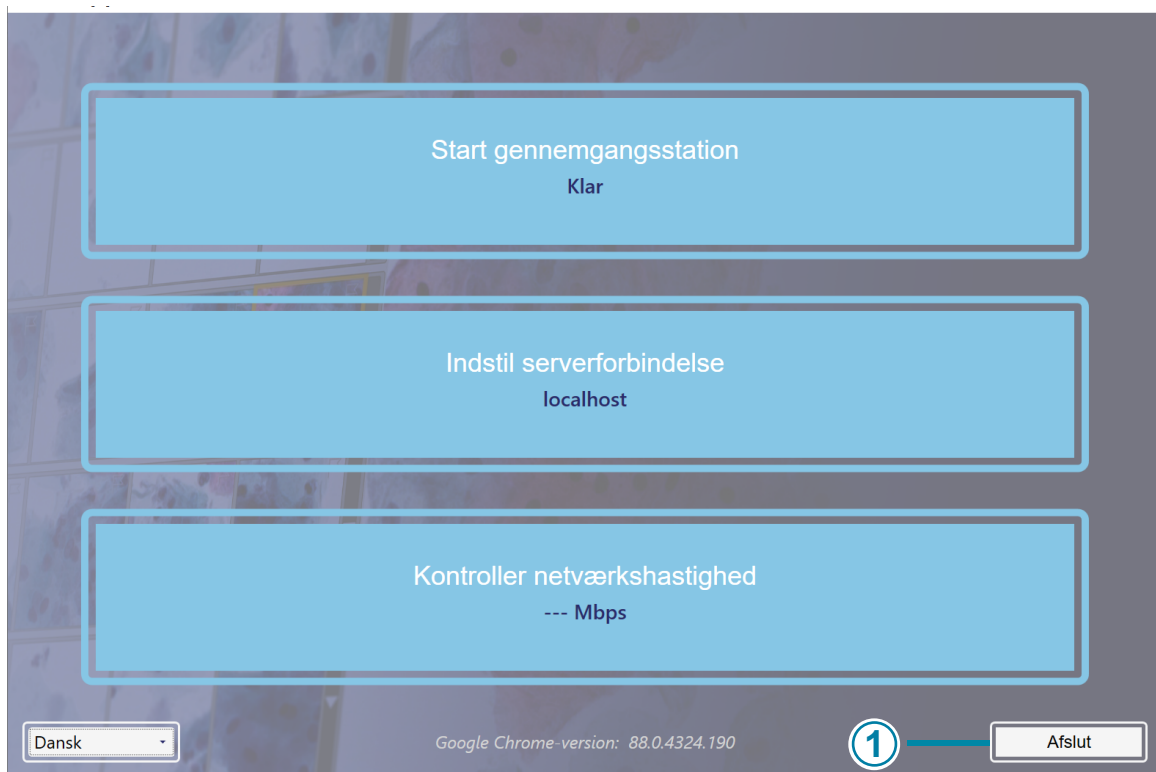 Start gennemgangsstation
Klar
Indstil serverforbindelse
localhost
Kontroller netværkshastighed
--- Mbps
Dansk
Google Chrome-version: 88.0.4324.190
1
Afslut